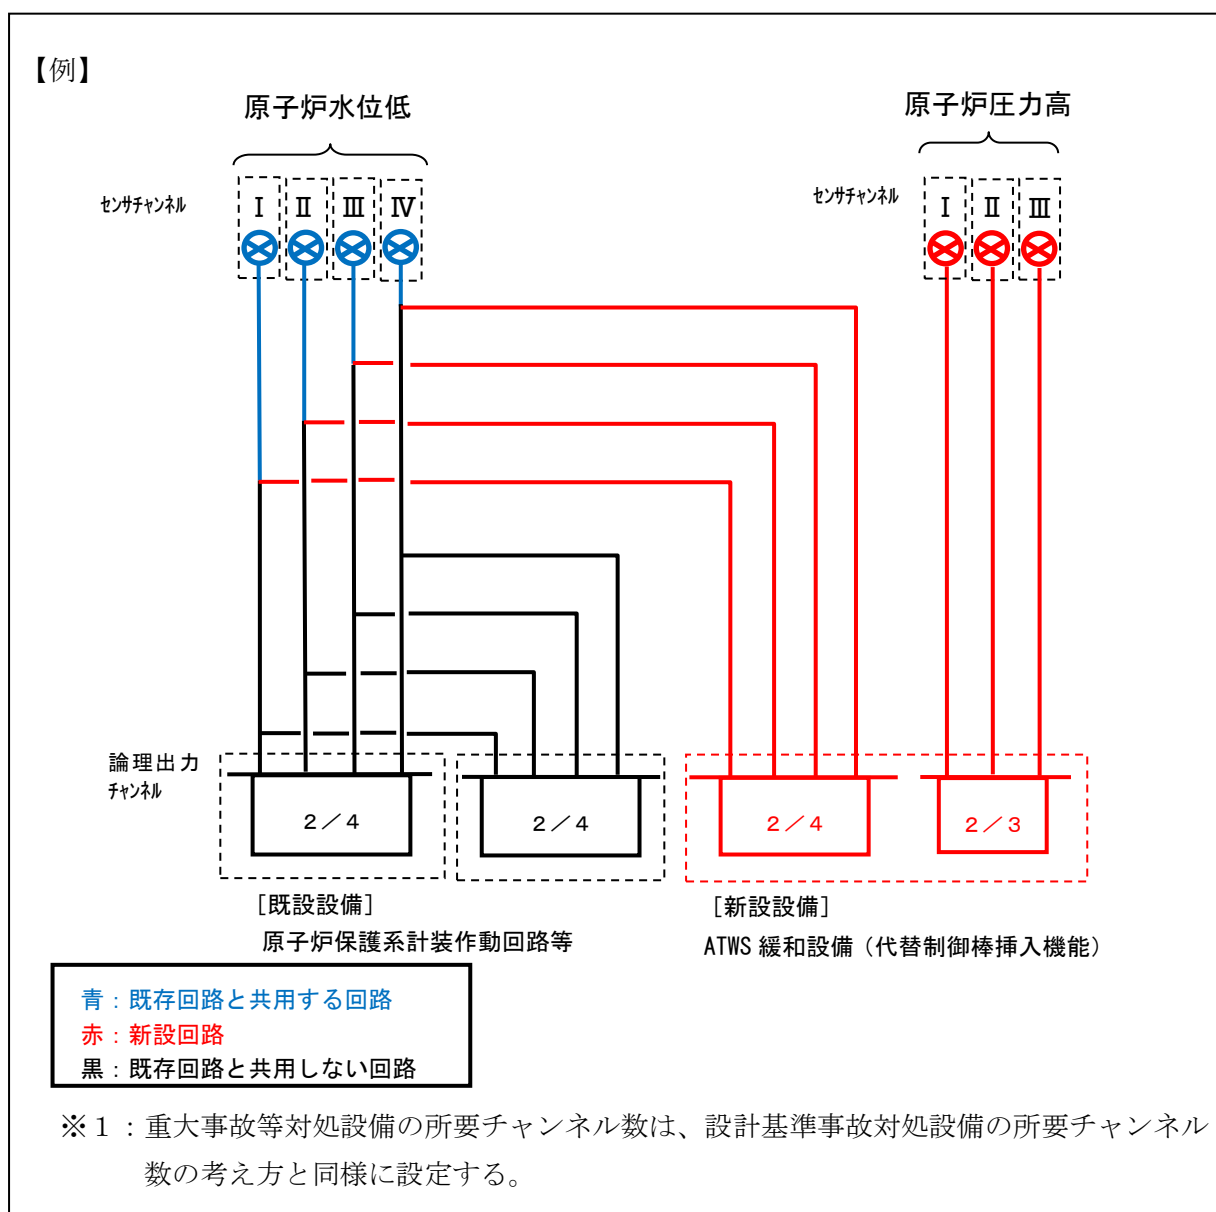 【例】
原子炉水位低
原子炉圧力高
センサチャンネル
Ⅰ Ⅱ Ⅲ Ⅳ
センサチャンネル
Ⅰ Ⅱ Ⅲ
論理出力
チャンネル
２／４
２／４
２／４
２／３
［既設設備］
原子炉保護系計装作動回路等
［新設設備］
ATWS 緩和設備（代替制御棒挿入機能）
青：既存回路と共用する回路
赤：新設回路
黒：既存回路と共用しない回路
※１：重大事故等対処設備の所要チャンネル数は、設計基準事故対処設備の所要チャンネル
数の考え方と同様に設定する。